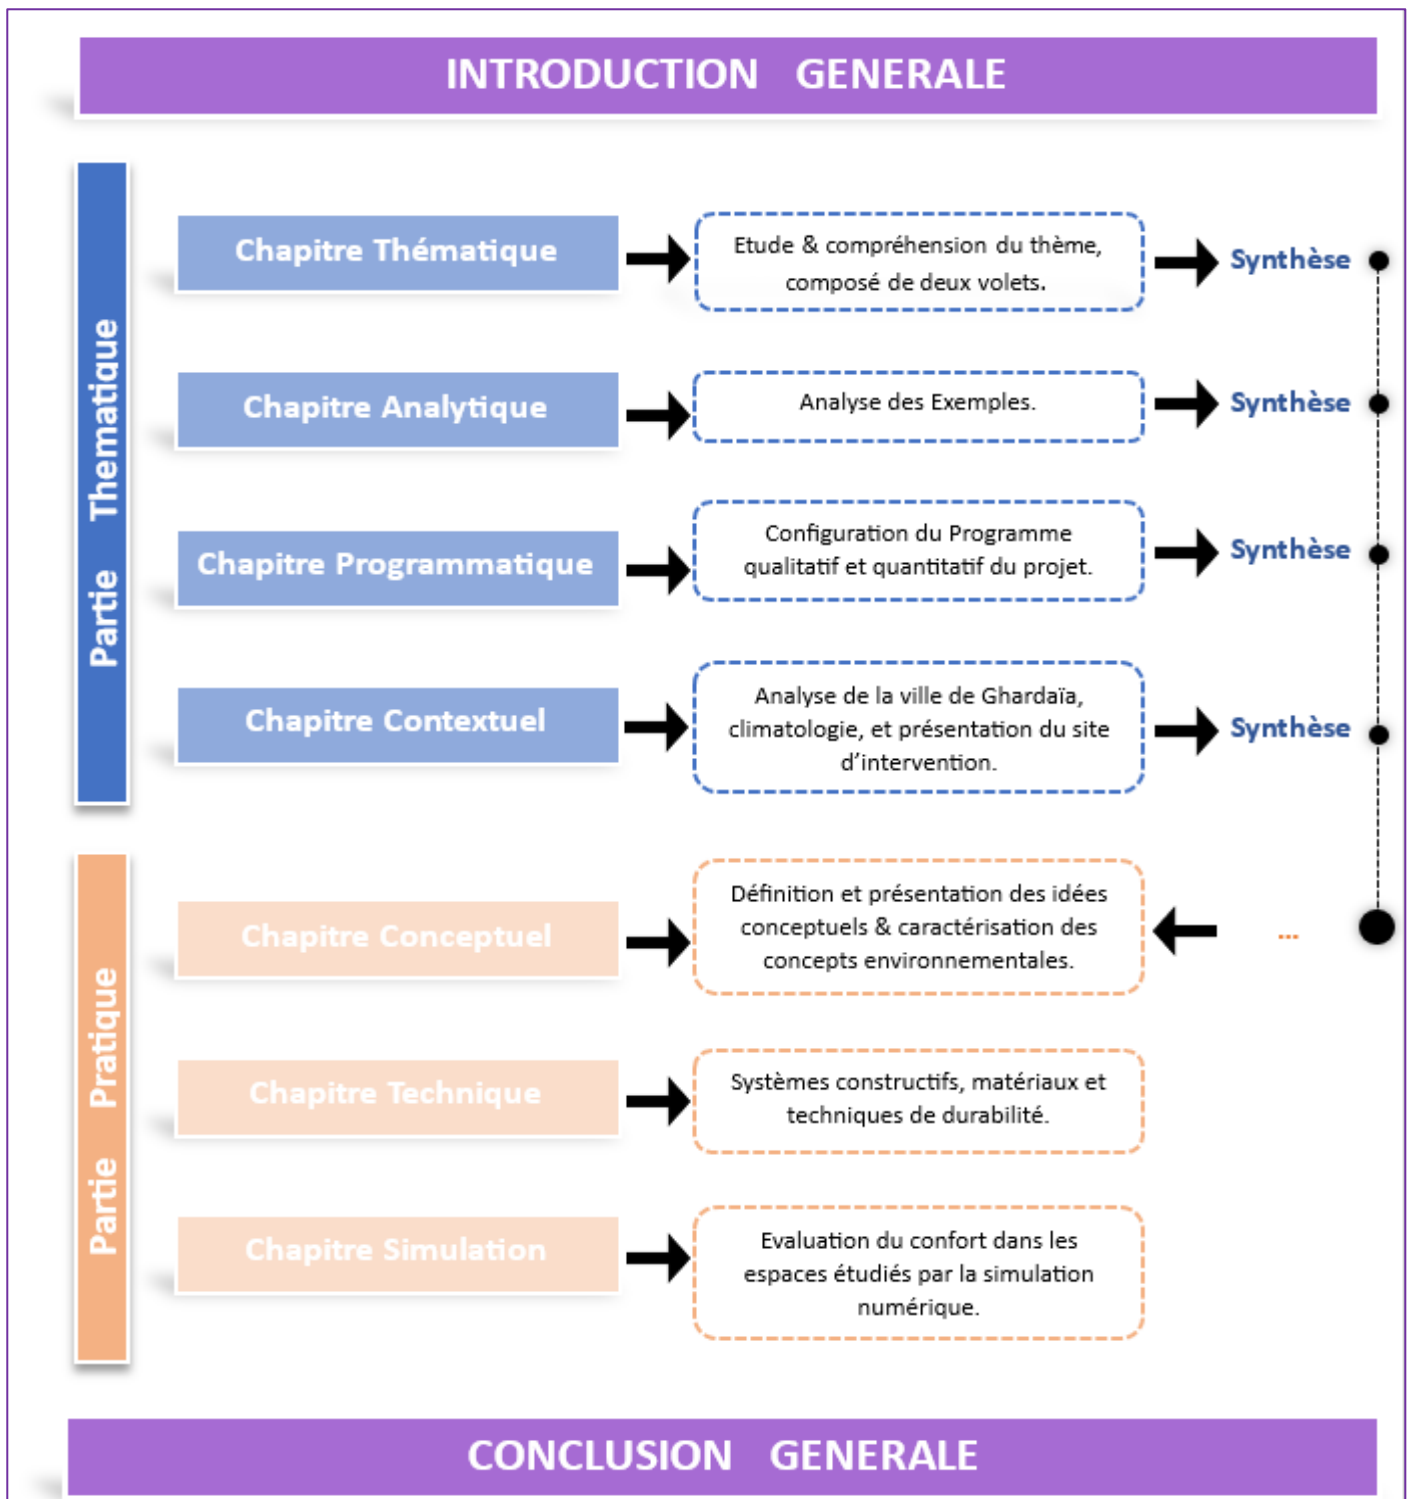 INTRODUCTION GENERALE
Partie Thematique
Chapitre Thématique
Etude & compréhension du thème,
composé de deux volets.
Synthèse
Chapitre Analytique
Analyse des Exemples.
Synthèse
Chapitre Programmatique
Configuration du Programme
qualitatif et quantitatif du projet.
Synthèse
Chapitre Contextuel
Analyse de la ville de Ghardaïa,
climatologie, et présentation du site
d’intervention.
Synthèse
Partie Pratique
Chapitre Conceptuel
Définition et présentation des idées
conceptuels & caractérisation des
concepts environnementales.
...
Chapitre Technique
Systèmes constructifs, matériaux et
techniques de durabilité.
Chapitre Simulation
Evaluation du confort dans les
espaces étudiés par la simulation
numérique.
CONCLUSION GENERALE